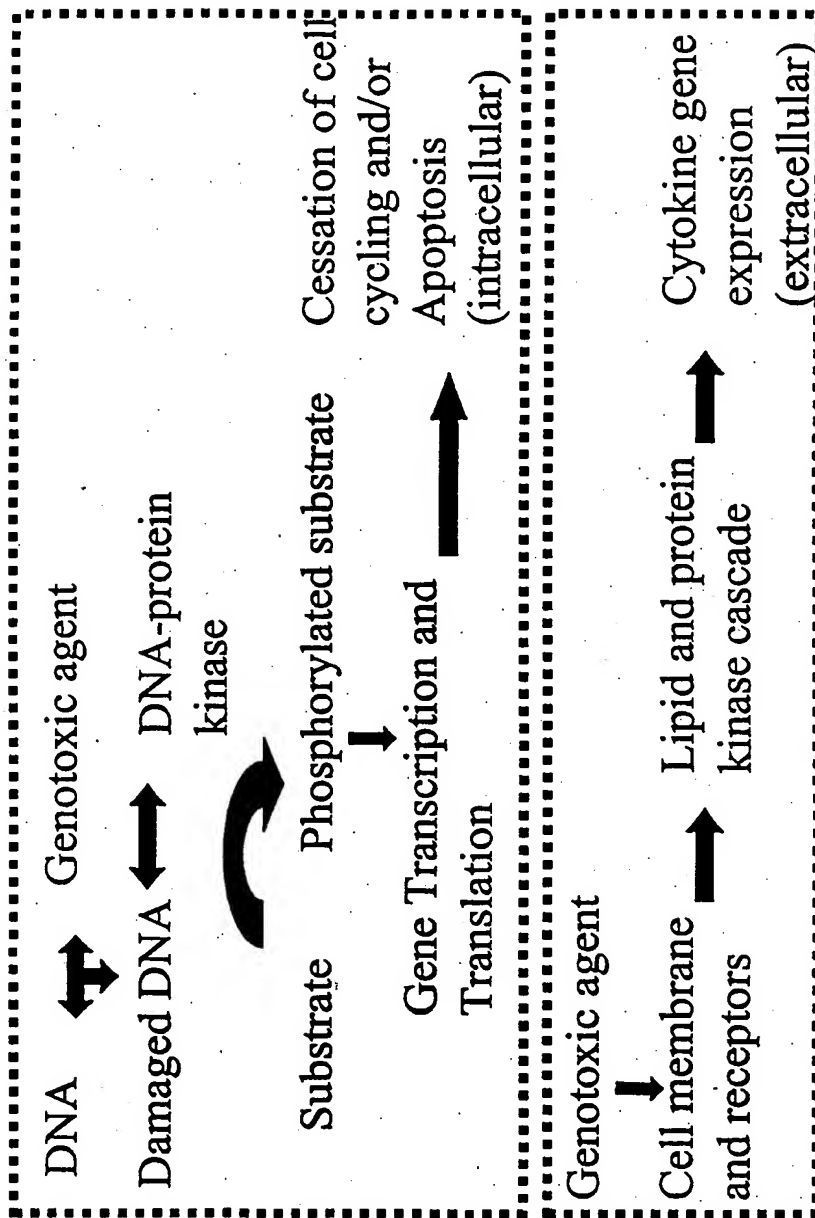 DNA
Genotoxic agent
Damaged DNA
DNA-protein
kinase
Substrate
Phosphorylated substrate
Gene Transcription and
Translation
Cessation of cell
cycling and/or
Apoptosis
(intracellular)
Genotoxic agent
Cell membrane
and receptors
Lipid and protein
kinase cascade
Cytokine gene
expression
(extracellular)